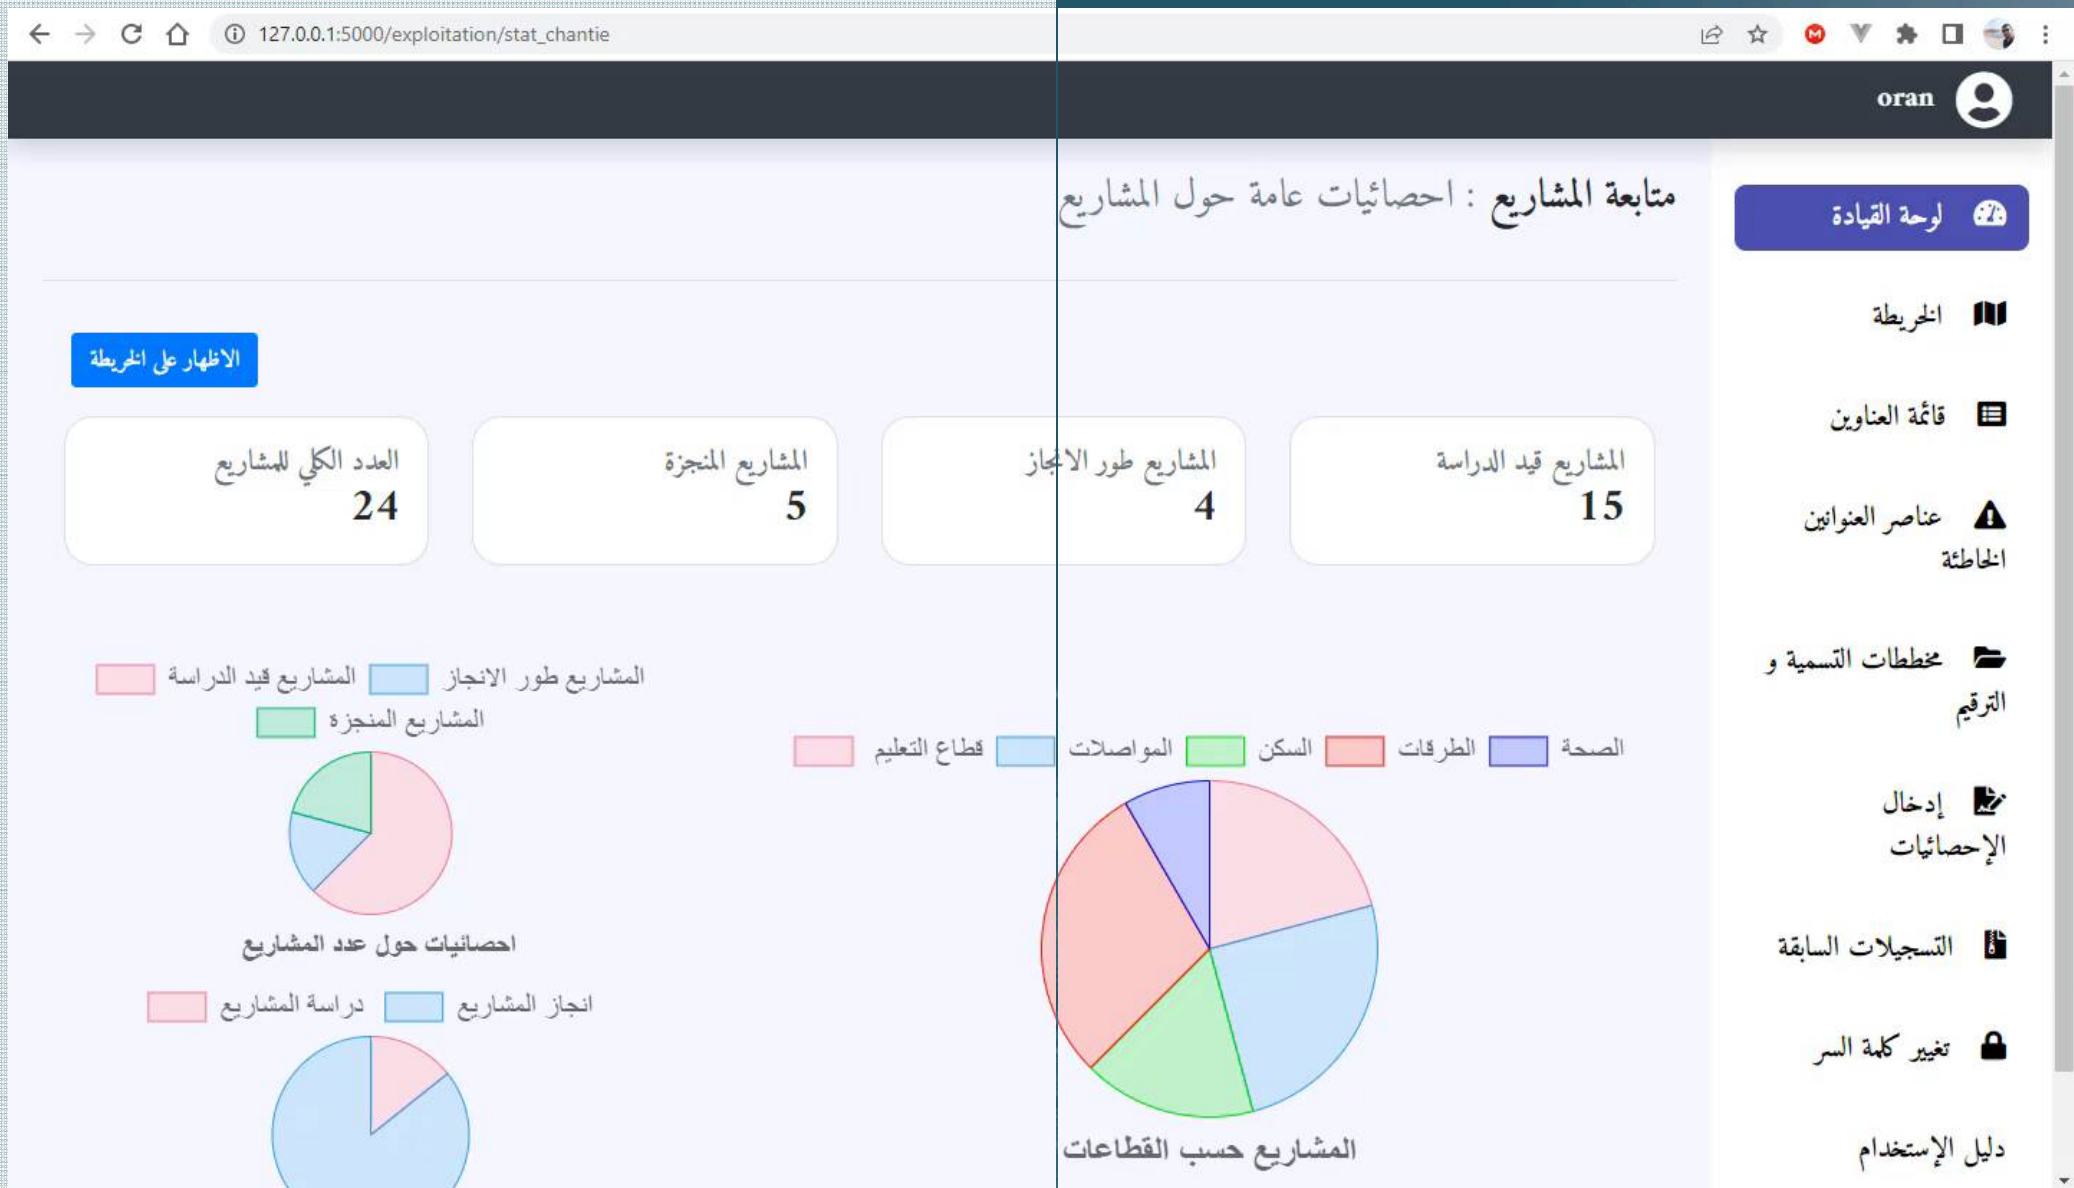 127.0.0.1:5000/exploitation/stat_chantie
oran
لوحة القيادة
الخريطة
قائمة العناوين
عناصر العنوانين
الخاطئة
مخططات التسمية و
الترقيم
إدخال
الإحصائيات
التسجيلات السابقة
تغيير كلمة السر
دليل الإستخدام
متابعة المشاريع : احصائيات عامة حول المشاريع
الاظهار على الخريطة
المشاريع قيد الدراسة
15
المشاريع طور الانجاز
4
المشاريع المنجزة
5
العدد الكلي للمشاريع
24
الصحة الطرقات السكن المواصلات قطاع التعليم
المشاريع حسب القطاعات
المشاريع طور الانجاز المشاريع قيد الدراسة
المشاريع المنجزة
احصائيات حول عدد المشاريع
انجاز المشاريع دراسة المشاريع